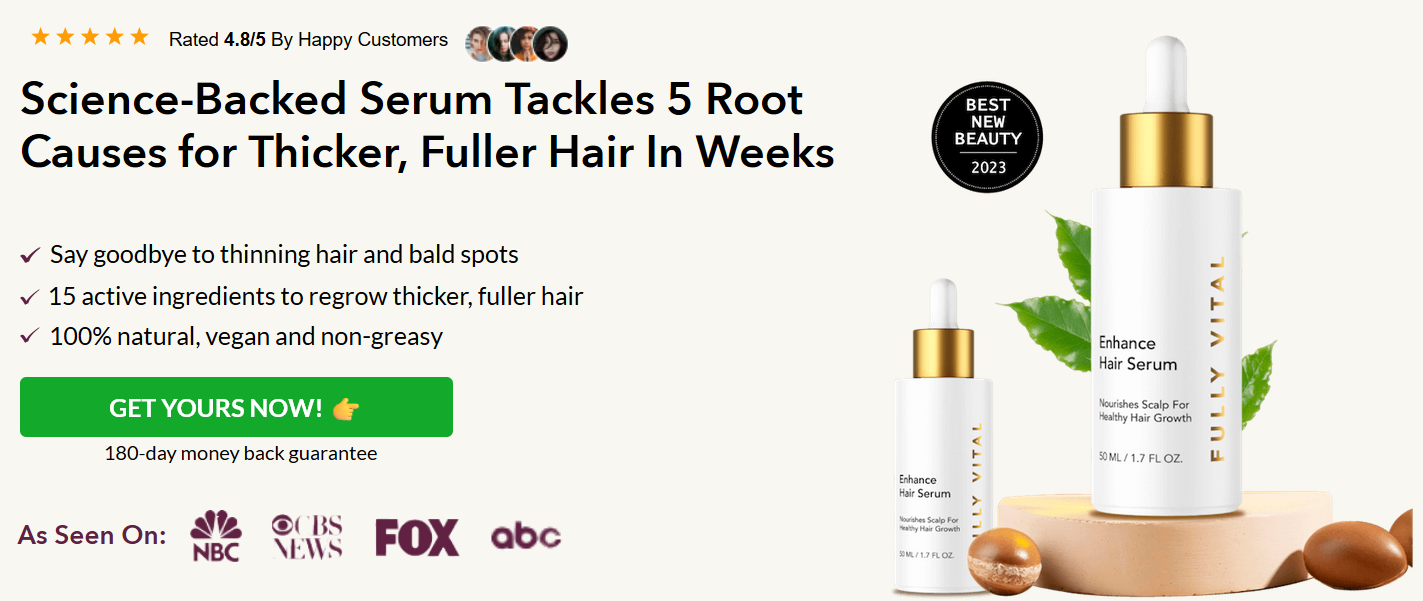 Rated 4.8/5 By Happy Customers
Science-Backed Serum Tackles 5 Root
Causes for Thicker, Fuller Hair In Weeks
Say goodbye to thinning hair and bald spots
15 active ingredients to regrow thicker, fuller hair
100% natural, vegan and non-greasy
GET YOURS NOW!
180-day money back guarantee
As Seen On:
NBC
CBS
NEWS
FOX
abc
BEST
NEW
BEAUTY
2023
Enhance
Hair Serum
Nourishes Scalp For
Healthy Hair Growth
50 ML / 1.7 FL OZ.
FULLY VITAL
Enhance
Hair Serum
Nourishes Scalp For
Healthy Hair Growth
50 ML / 1.7 FL OZ.
FULLY VITAL